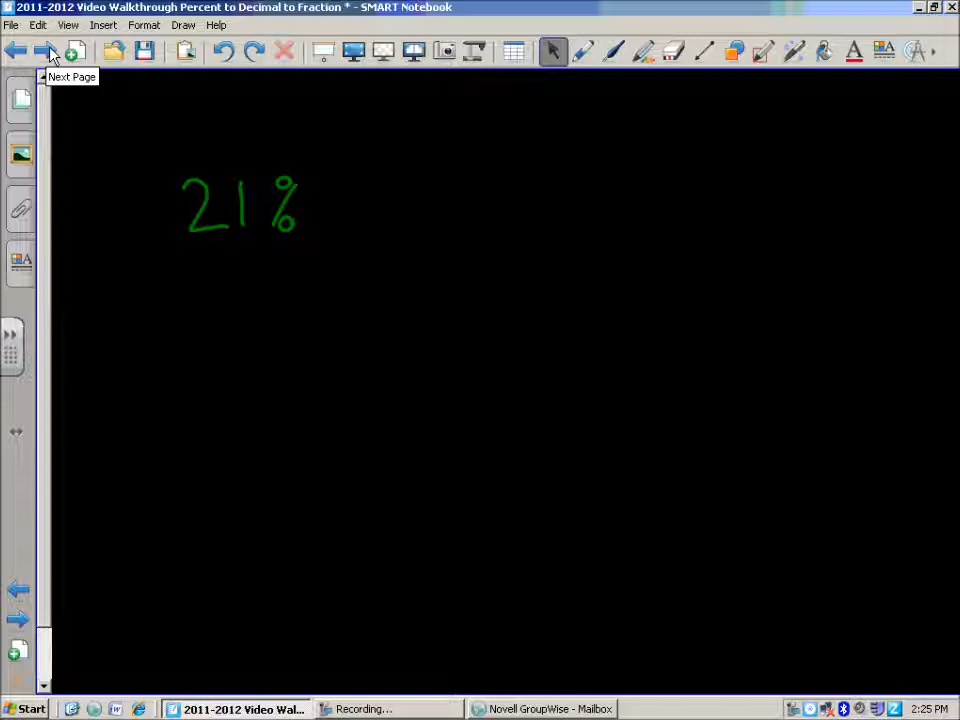 2011-2012 Video Walkthrough Percent to Decimal to Fraction * - SMART Notebook
File Edit View Insert Format Draw Help
Next Page
21%
Start 2011-2012 Video Wal... Recording... Novell GroupWise - Mailbox 2:25 PM